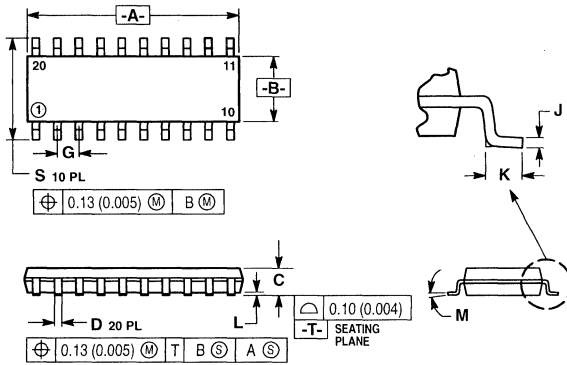 -A-
20 11
-B-
1 10
J
G
S 10 PL
K
⌖ 0.13 (0.005) Ⓜ B Ⓜ
C
L
M
D 20 PL
⌓ 0.10 (0.004)
-T- SEATING
PLANE
⌖ 0.13 (0.005) Ⓜ T B Ⓢ A Ⓢ